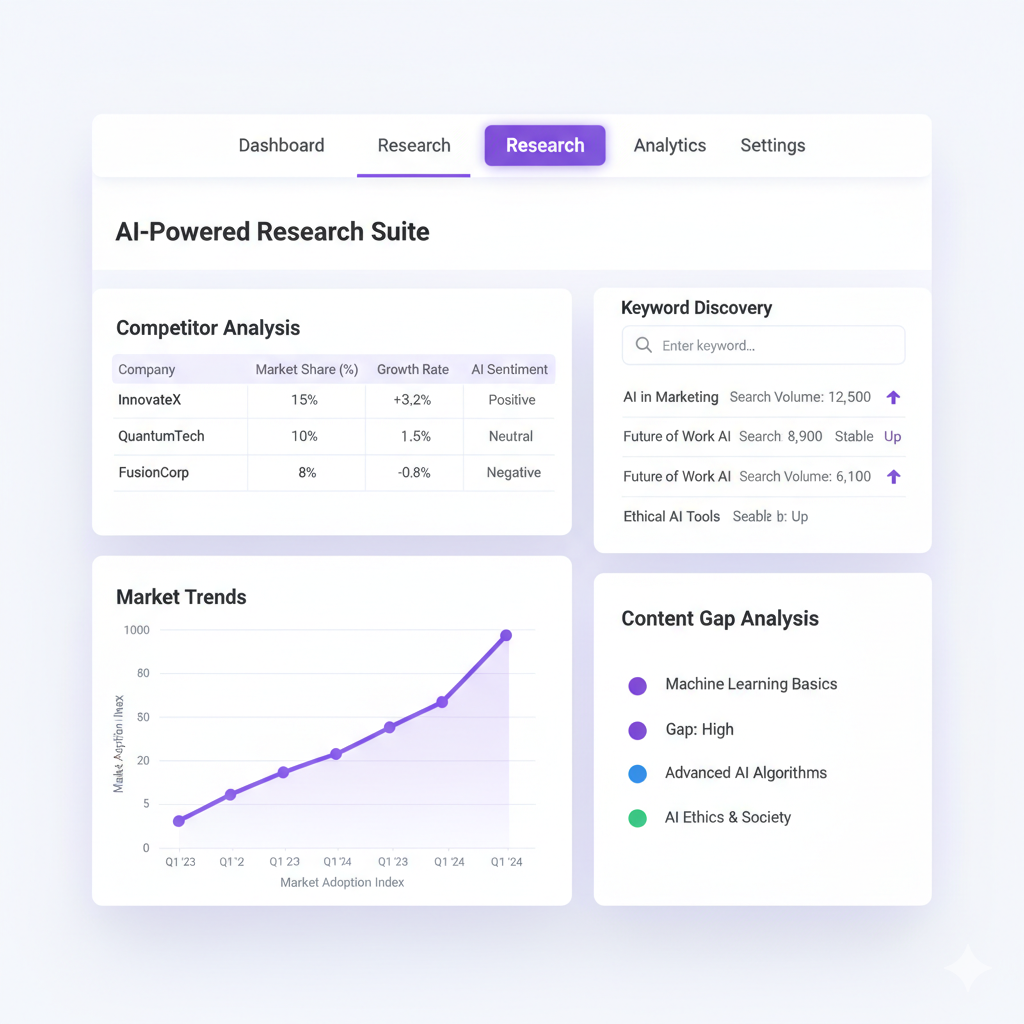 Dashboard Research Research Analytics Settings
AI-Powered Research Suite
Competitor Analysis
Company Market Share (%) Growth Rate AI Sentiment
InnovateX 15% +3,2% Positive
QuantumTech 10% 1.5% Neutral
FusionCorp 8% -0.8% Negative
Keyword Discovery
Enter keyword...
AI in Marketing Search Volume: 12,500
Future of Work AI Search 8,900 Stable Up
Future of Work AI Search Volume: 6,100
Ethical AI Tools b: Up
Market Trends
1000
80
80
20
5
0
Q1 '23 Q1 '2 Q1 23 Q1 '24 Q1 '23 Q1 '24 Q1 '24
Market Adoption Index
Content Gap Analysis
Machine Learning Basics
Gap: High
Advanced AI Algorithms
AI Ethics & Society